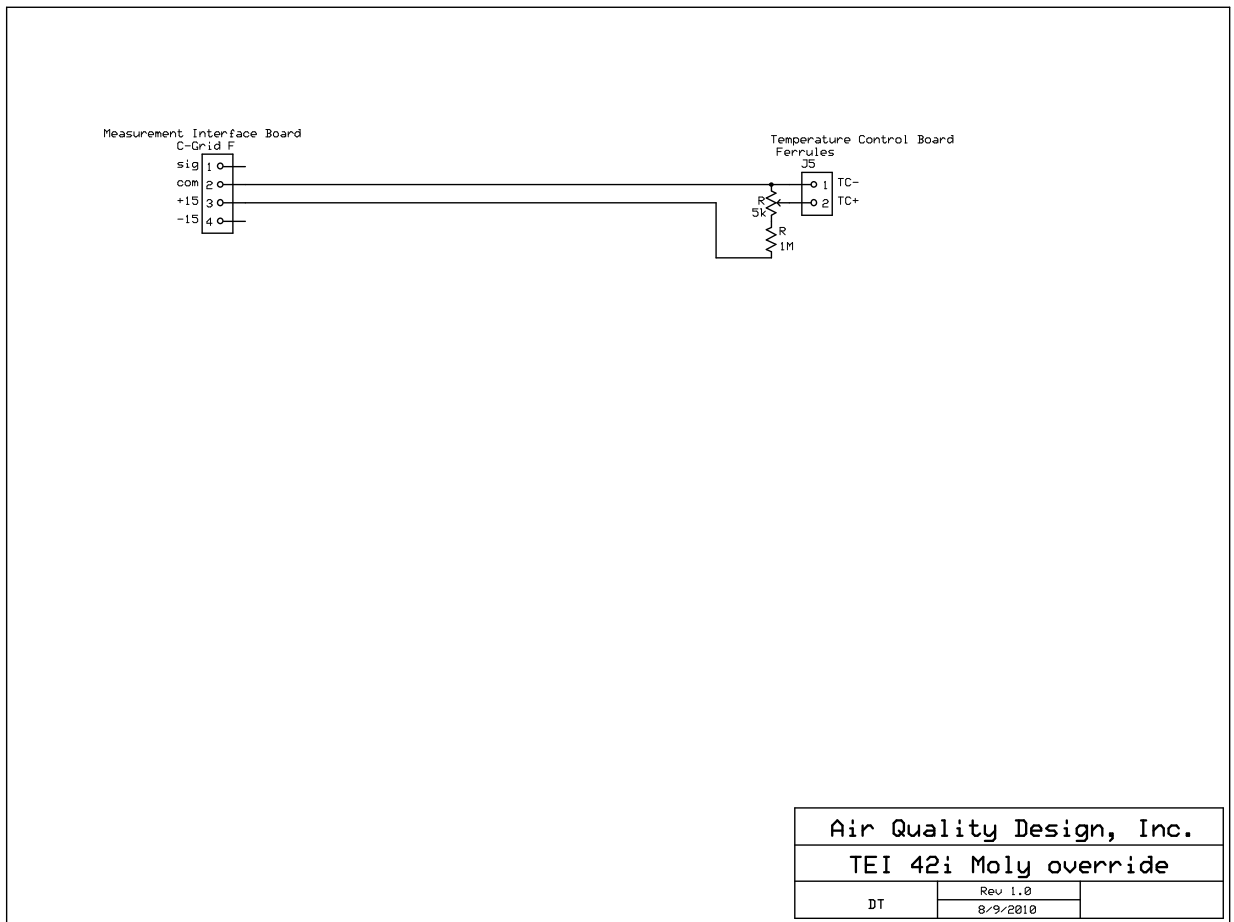 Measurement Interface Board
C-Grid F
sig 1
com 2
+15 3
-15 4
Temperature Control Board
Ferrules
J5
1 TC-
2 TC+
R
5k
R
1M
Air Quality Design, Inc.
TEI 42i Moly override
DT
Rev 1.0
8/9/2010